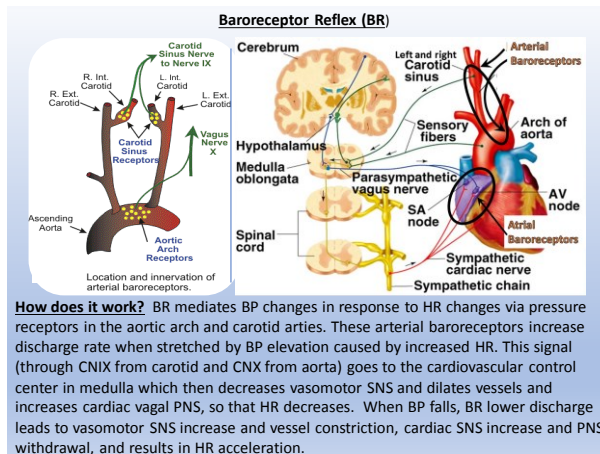 Baroreceptor Reflex (BR)
Carotid
Sinus Nerve
to Nerve IX
R. Int.
Carotid
L. Int.
Carotid
R. Ext.
Carotid
L. Ext.
Carotid
Carotid
Sinus
Receptors
Vagus
Nerve
X
Ascending
Aorta
Aortic
Arch
Receptors
Location and innervation of
arterial baroreceptors.
Cerebrum
Left and right
Carotid
sinus
Arterial
Baroreceptors
Hypothalamus
Sensory
fibers
Arch of
aorta
Medulla
oblongata
Parasympathetic
vagus nerve
SA
node
AV
node
Atrial
Baroreceptors
Spinal
cord
Sympathetic
cardiac nerve
Sympathetic chain
How does it work? BR mediates BP changes in response to HR changes via pressure
receptors in the aortic arch and carotid arties. These arterial baroreceptors increase
discharge rate when stretched by BP elevation caused by increased HR. This signal
(through CNIX from carotid and CNX from aorta) goes to the cardiovascular control
center in medulla which then decreases vasomotor SNS and dilates vessels and
increases cardiac vagal PNS, so that HR decreases. When BP falls, BR lower discharge
leads to vasomotor SNS increase and vessel constriction, cardiac SNS increase and PNS
withdrawal, and results in HR acceleration.